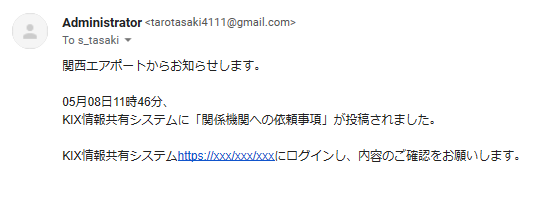 Administrator <tarotasaki4111@gmail.com>
To s_tasaki
関西エアポートからお知らせします。
05月08日11時46分、
KIX情報共有システムに「関係機関への依頼事項」が投稿されました。
KIX情報共有システムhttps://xxx/xxx/xxxにログインし、内容のご確認をお願いします。